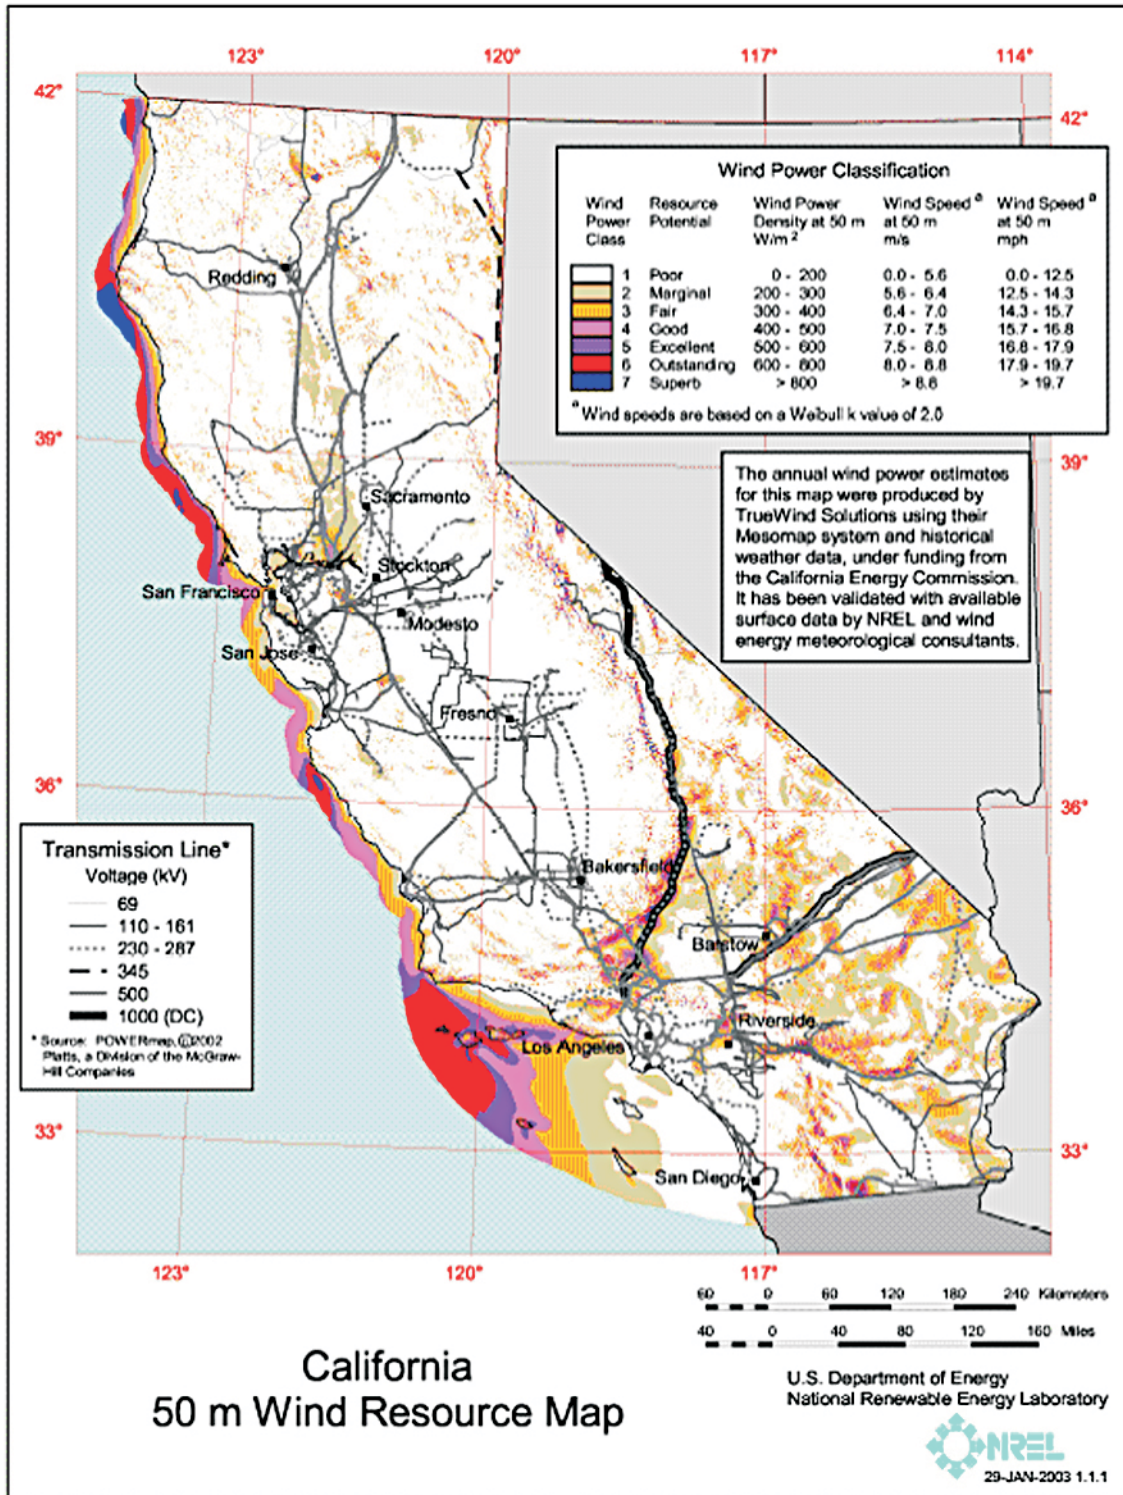 123° 120° 117° 114°
42°
42°
Wind Power Classification
Wind Power Class Resource Potential Wind Power Density at 50 m W/m 2 Wind Speed a at 50 m m/s Wind Speed a at 50 m mph
1 Poor 0 - 200 0.0 - 5.6 0.0 - 12.5
2 Marginal 200 - 300 5.6 - 6.4 12.5 - 14.3
3 Fair 300 - 400 6.4 - 7.0 14.3 - 15.7
4 Good 400 - 500 7.0 - 7.5 15.7 - 16.8
5 Excellent 500 - 600 7.5 - 8.0 16.8 - 17.9
6 Outstanding 600 - 800 8.0 - 8.8 17.9 - 19.7
7 Superb > 800 > 8.8 > 19.7
a Wind speeds are based on a Weibull k value of 2.0
Redding
39°
39°
The annual wind power estimates
for this map were produced by
TrueWind Solutions using their
Mesomap system and historical
weather data, under funding from
the California Energy Commission.
It has been validated with available
surface data by NREL and wind
energy meteorological consultants.
Sacramento
Stockton
San Francisco
Modesto
San Jose
Fresno
36°
36°
Transmission Line*
Voltage (kV)
69
110 - 161
230 - 287
345
500
1000 (DC)
* Source: POWERmap, ©2002
Platts, a Division of the McGraw-
Hill Companies
Bakersfield
Barstow
Riverside
Los Angeles
33°
33°
San Diego
123° 120° 117°
60 0 60 120 180 240 Kilometers
40 0 40 80 120 160 Miles
California
50 m Wind Resource Map
U.S. Department of Energy
National Renewable Energy Laboratory
NREL
29-JAN-2003 1.1.1